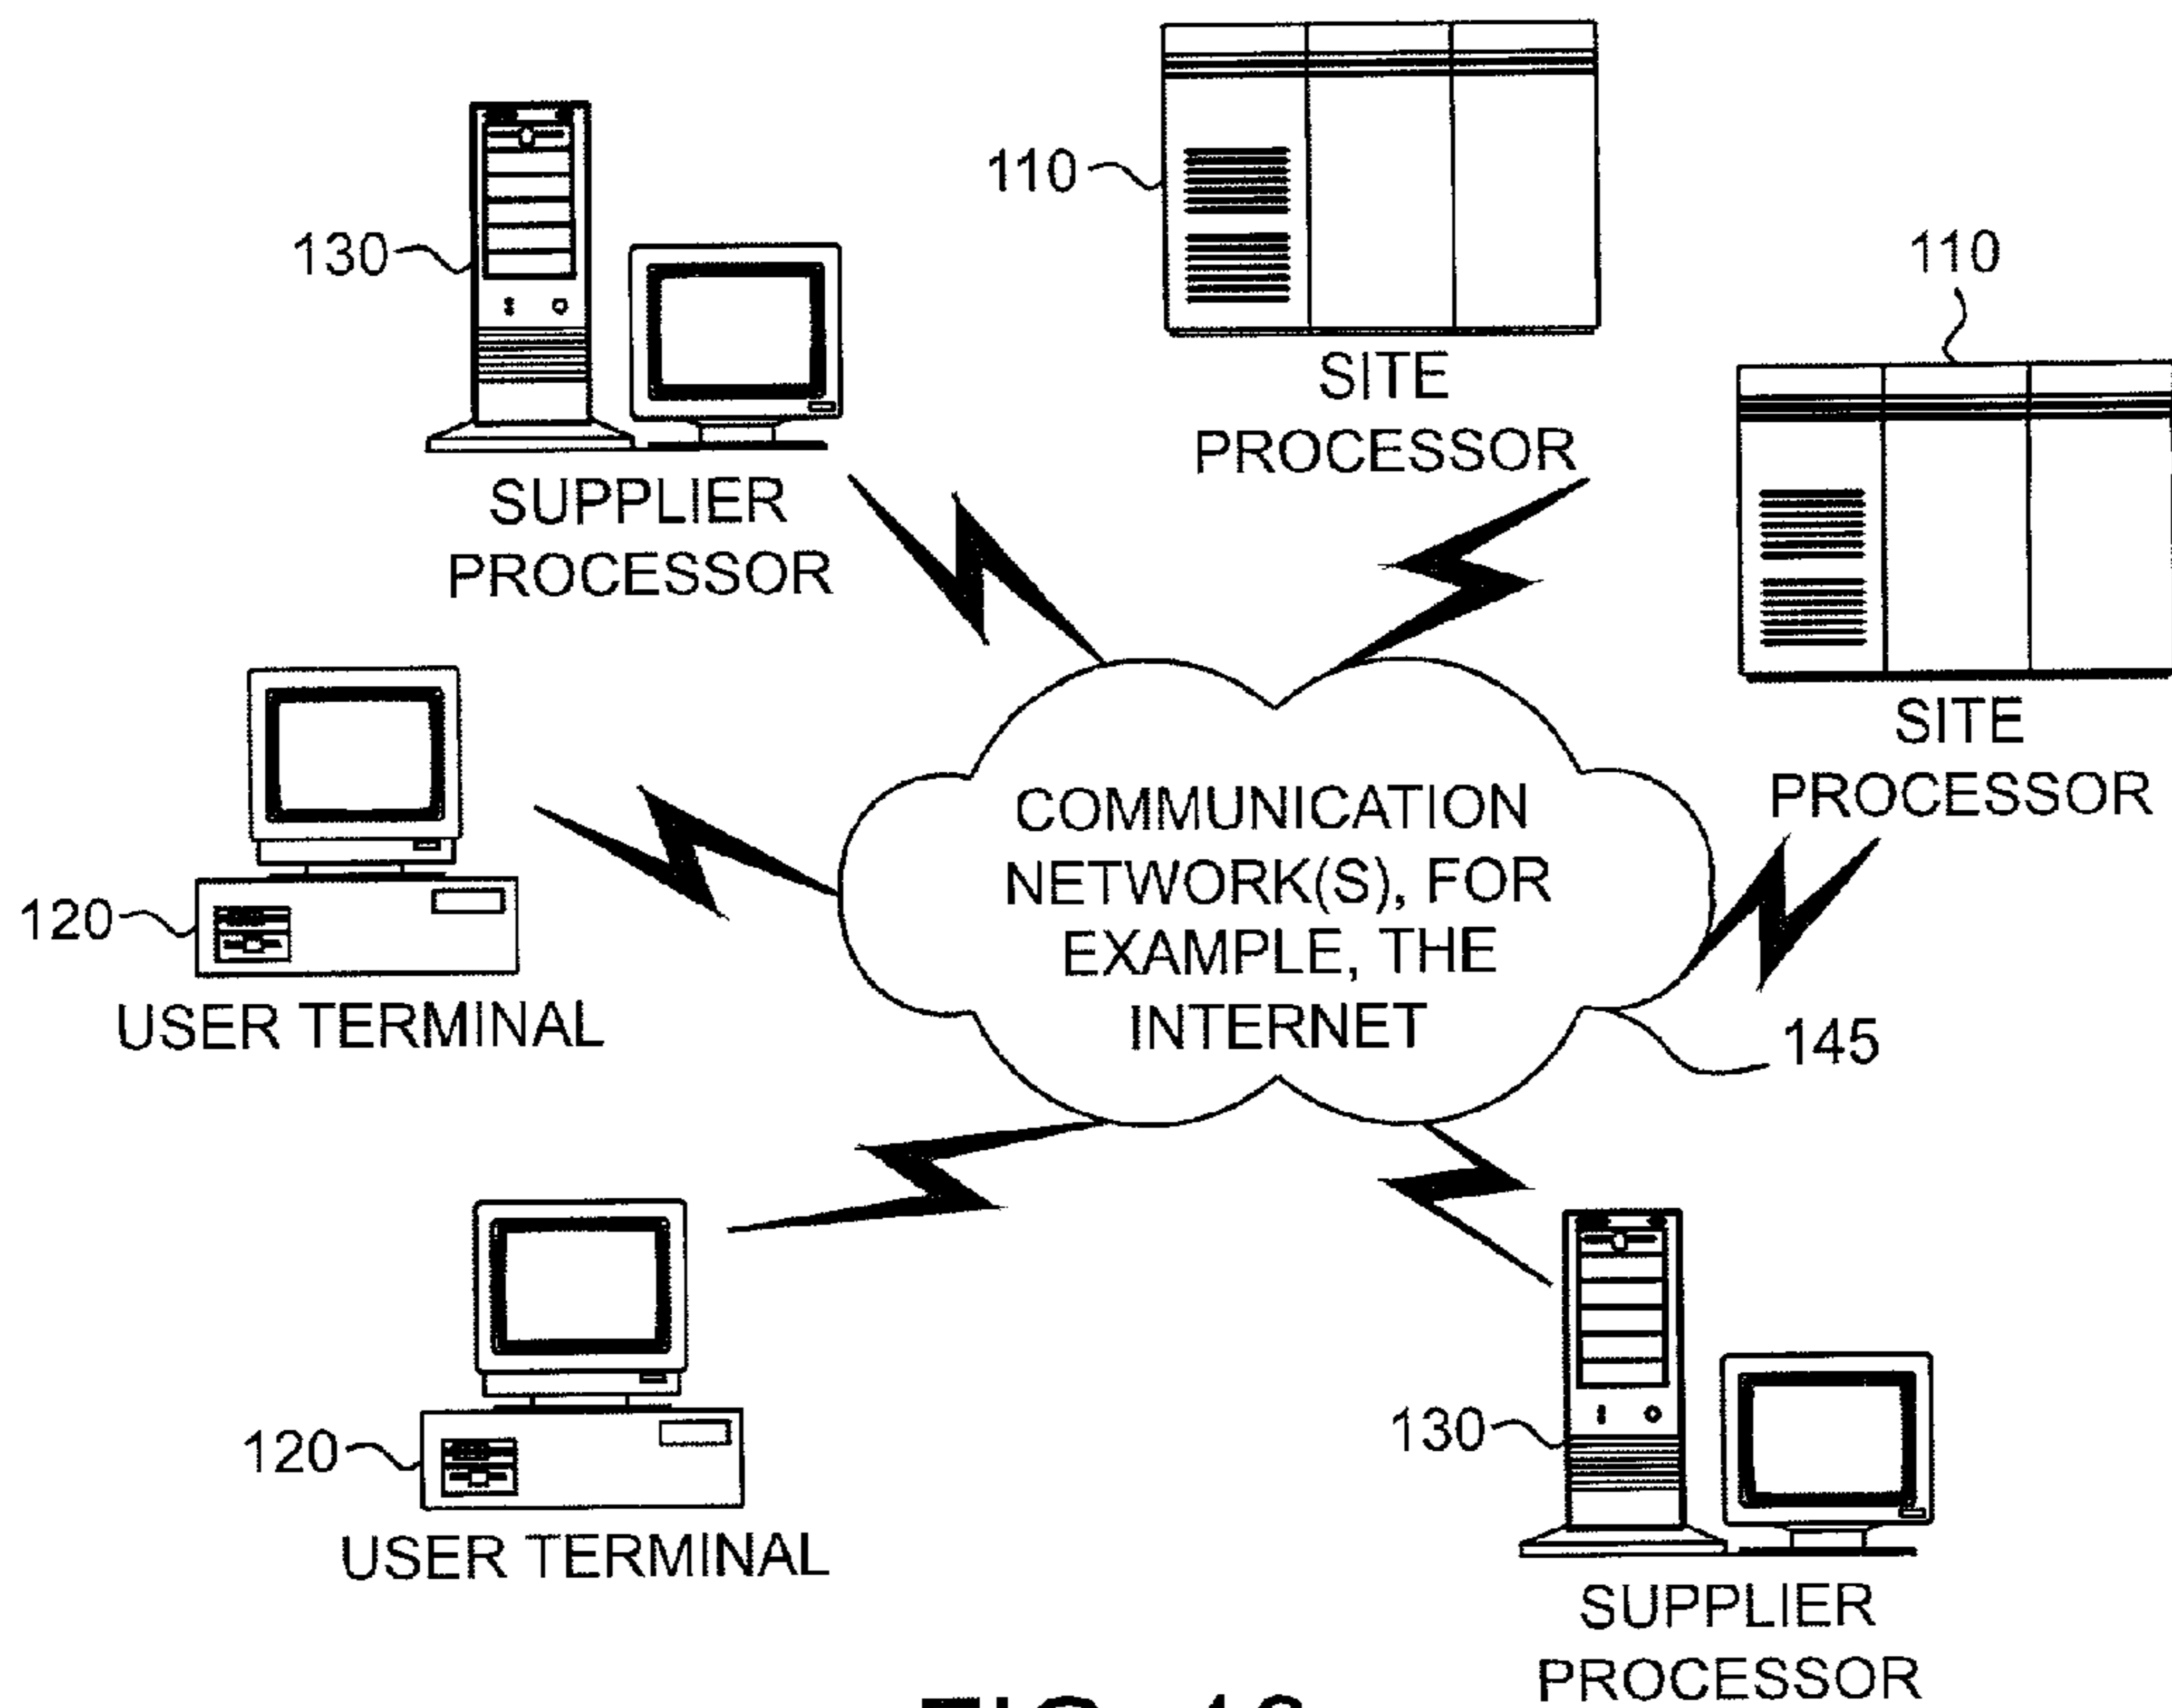 110
130
110
SITE
PROCESSOR
SUPPLIER
PROCESSOR
SITE
PROCESSOR
120
USER TERMINAL
COMMUNICATION
NETWORK(S), FOR
EXAMPLE, THE
INTERNET
145
120
USER TERMINAL
130
SUPPLIER
PROCESSOR
FIG.